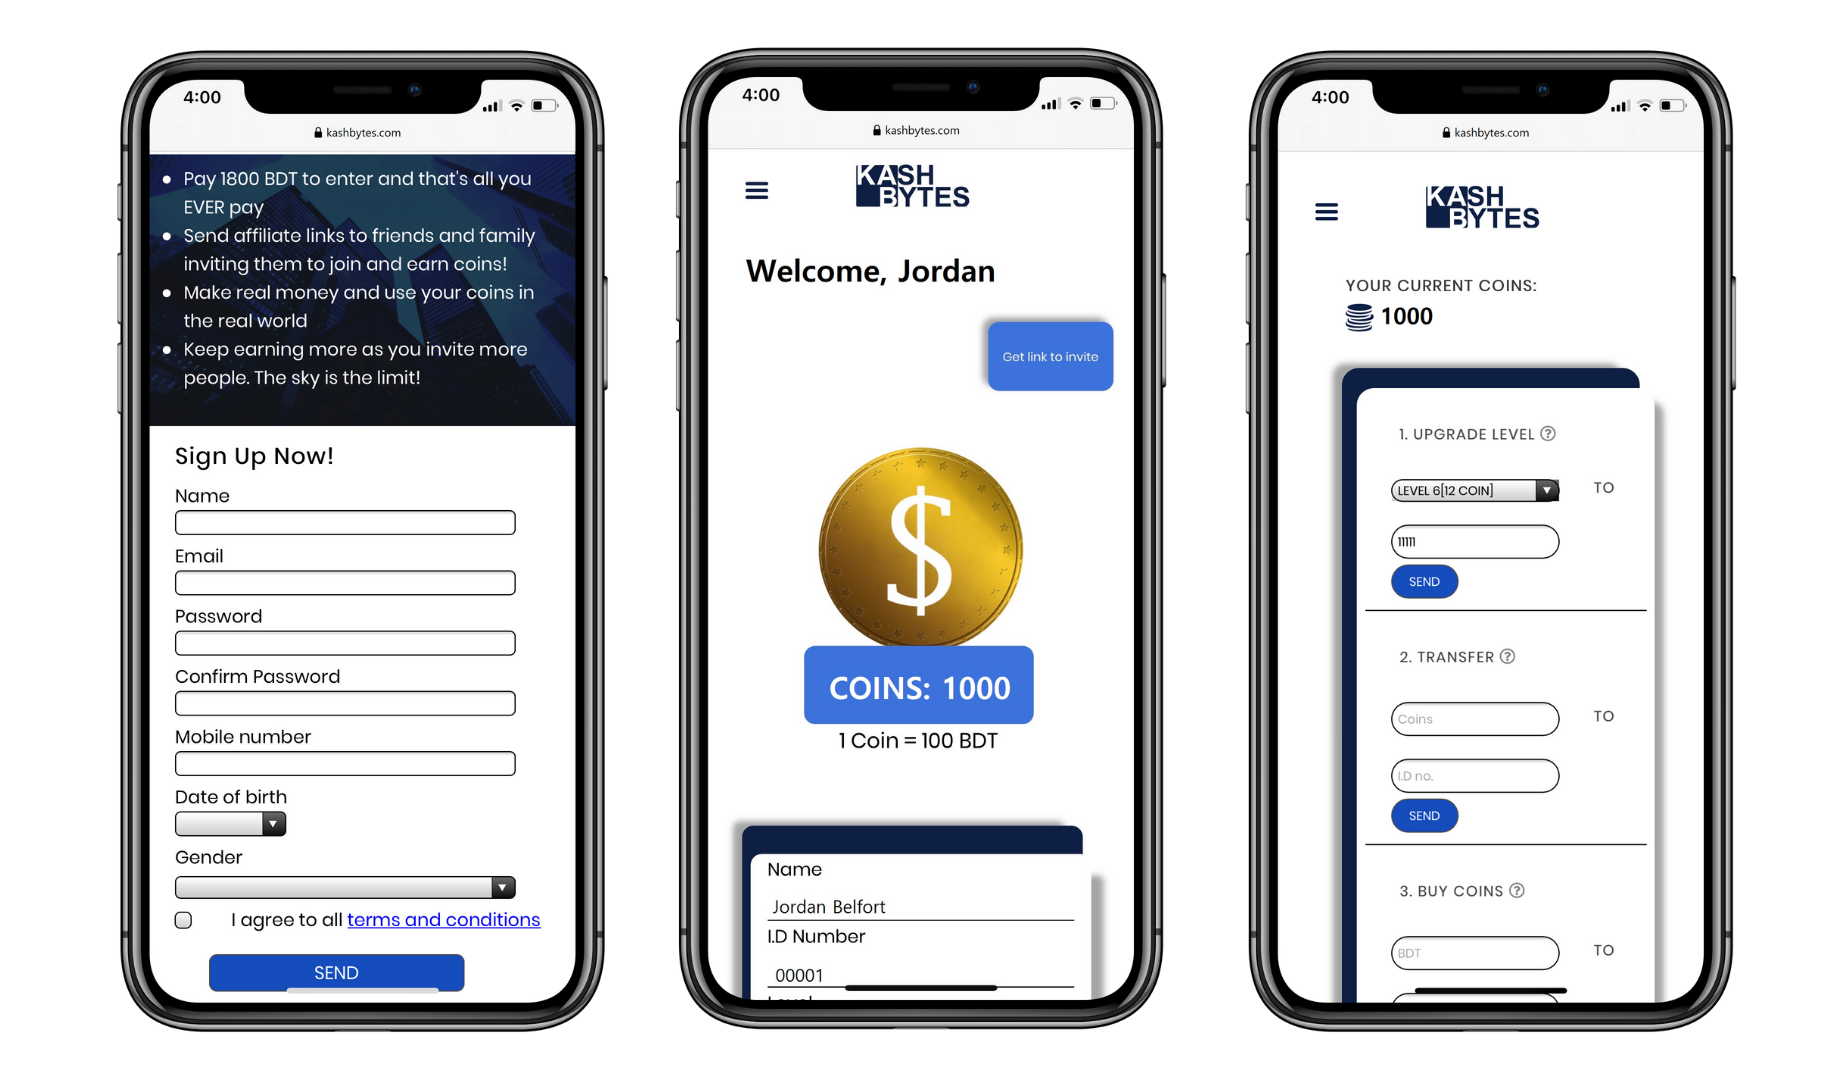 4:00
kashbytes.com
Pay 1800 BDT to enter and that's all you
EVER pay
Send affiliate links to friends and family
inviting them to join and earn coins!
Make real money and use your coins in
the real world
Keep earning more as you invite more
people. The sky is the limit!
Sign Up Now!
Name
Email
Password
Confirm Password
Mobile number
Date of birth
Gender
I agree to all terms and conditions
SEND
4:00
kashbytes.com
KASH
BYTES
Welcome, Jordan
Get link to invite
$
COINS: 1000
1 Coin = 100 BDT
Name
Jordan Belfort
I.D Number
00001
4:00
kashbytes.com
KASH
BYTES
YOUR CURRENT COINS:
1000
1. UPGRADE LEVEL ?
LEVEL 6[12 COIN] TO
11111
SEND
2. TRANSFER ?
Coins TO
I.D no.
SEND
3. BUY COINS ?
BDT TO